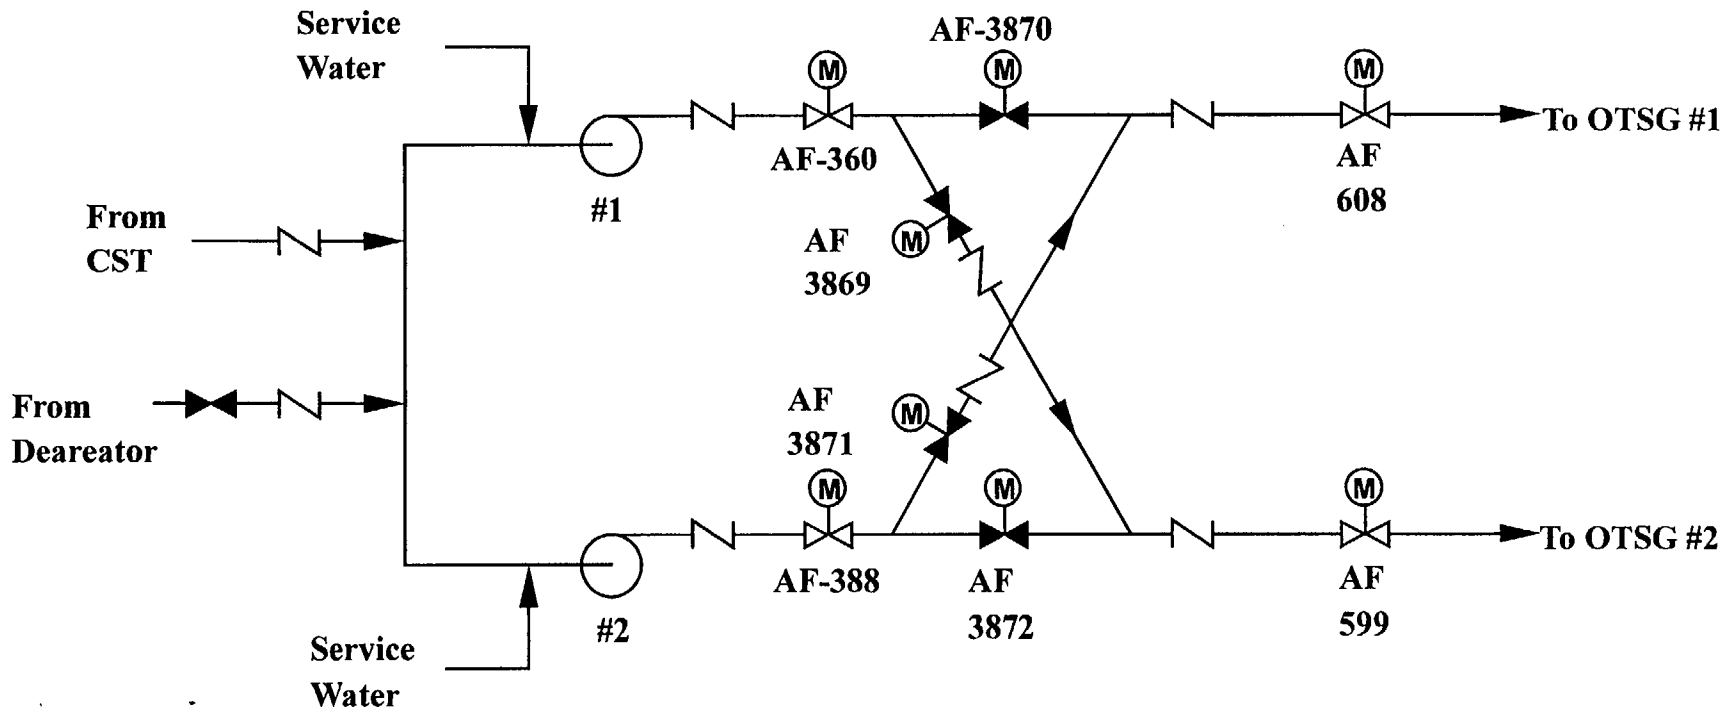 Service
Water
AF-3870
M
M
M
To OTSG #1
AF-360
AF
608
#1
From
CST
M
AF
3869
AF
3871
M
From
Deareator
M
M
M
To OTSG #2
AF-388
AF
3872
AF
599
#2
Service
Water